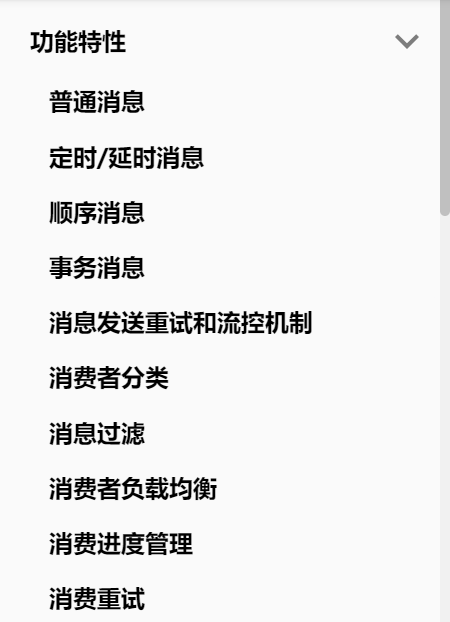 功能特性
普通消息
定时/延时消息
顺序消息
事务消息
消息发送重试和流控机制
消费者分类
消息过滤
消费者负载均衡
消费进度管理
消费重试